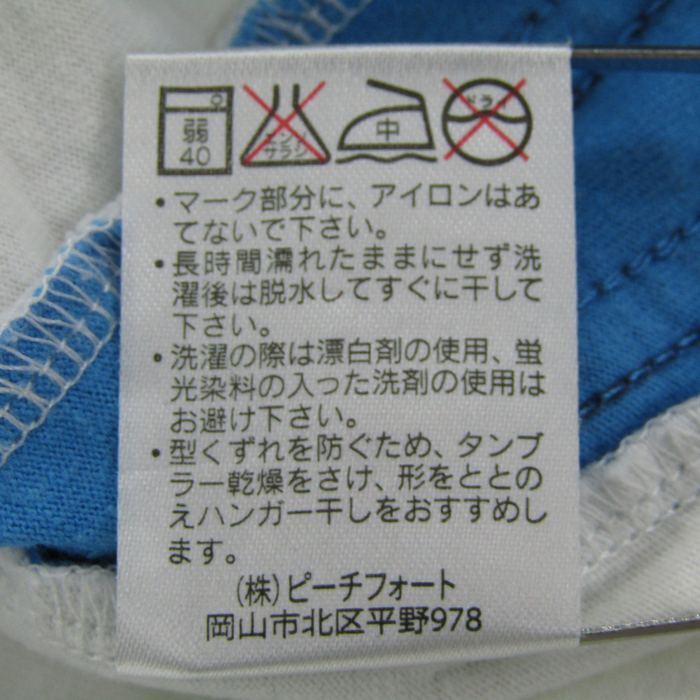 弱 エンソ 中 ドライ
40 サラシ
・マーク部分に、アイロンはあ
てないで下さい。
・長時間濡れたままにせず洗
濯後は脱水してすぐに干して
下さい。
・洗濯の際は漂白剤の使用、蛍
光染料の入った洗剤の使用は
お避け下さい。
・型くずれを防ぐため、タンブ
ラー乾燥をさけ、形をととの
えハンガー干しをおすすめし
ます。
(株)ピーチフォート
岡山市北区平野978